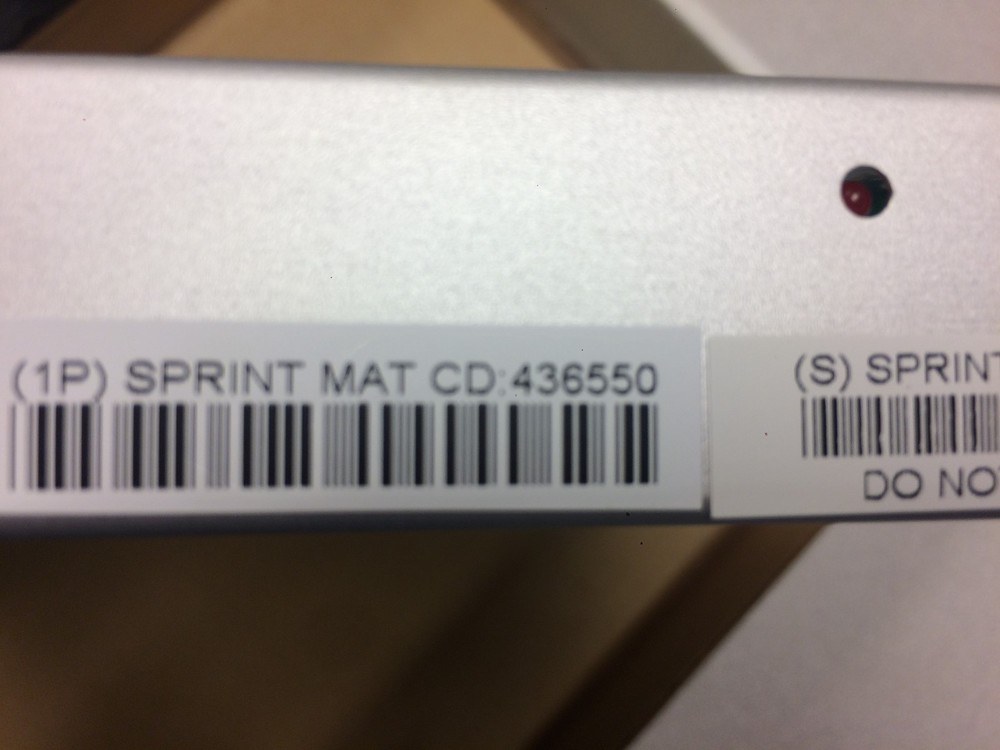 (1P) SPRINT MAT CD:436550
(S) SPRINT
DO NO